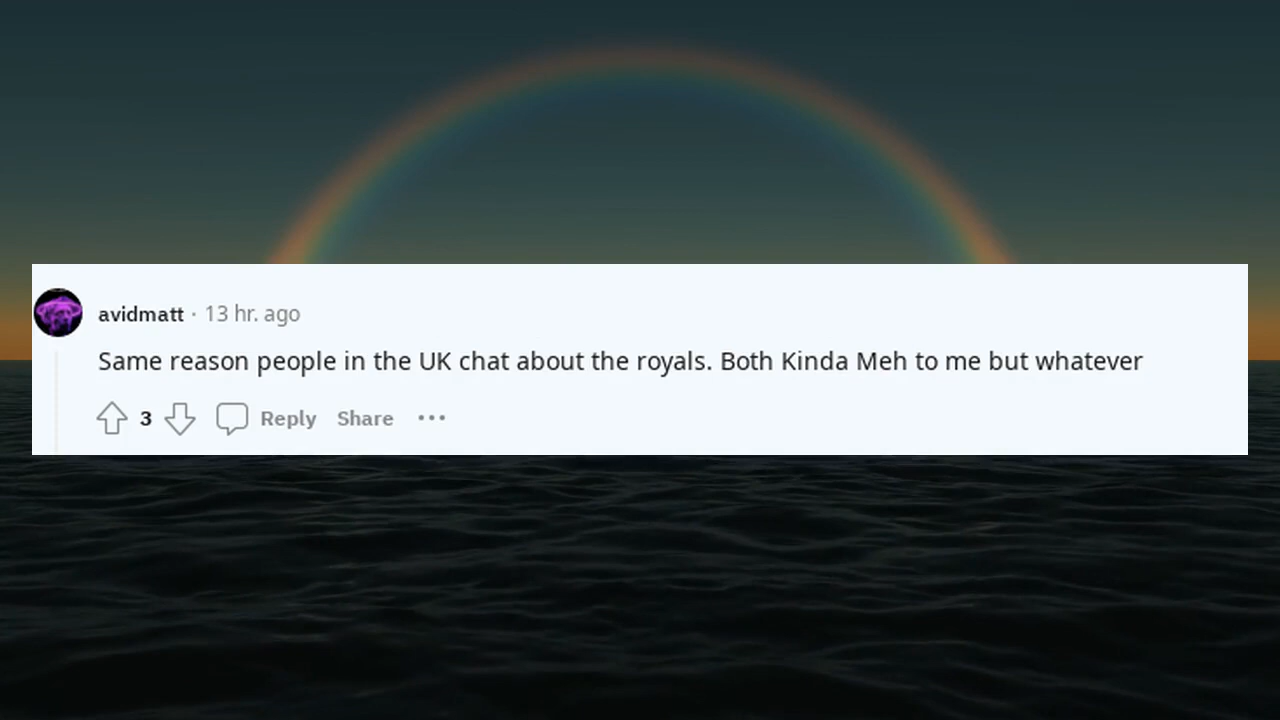 avidmatt · 13 hr. ago
Same reason people in the UK chat about the royals. Both Kinda Meh to me but whatever
3 Reply Share ···